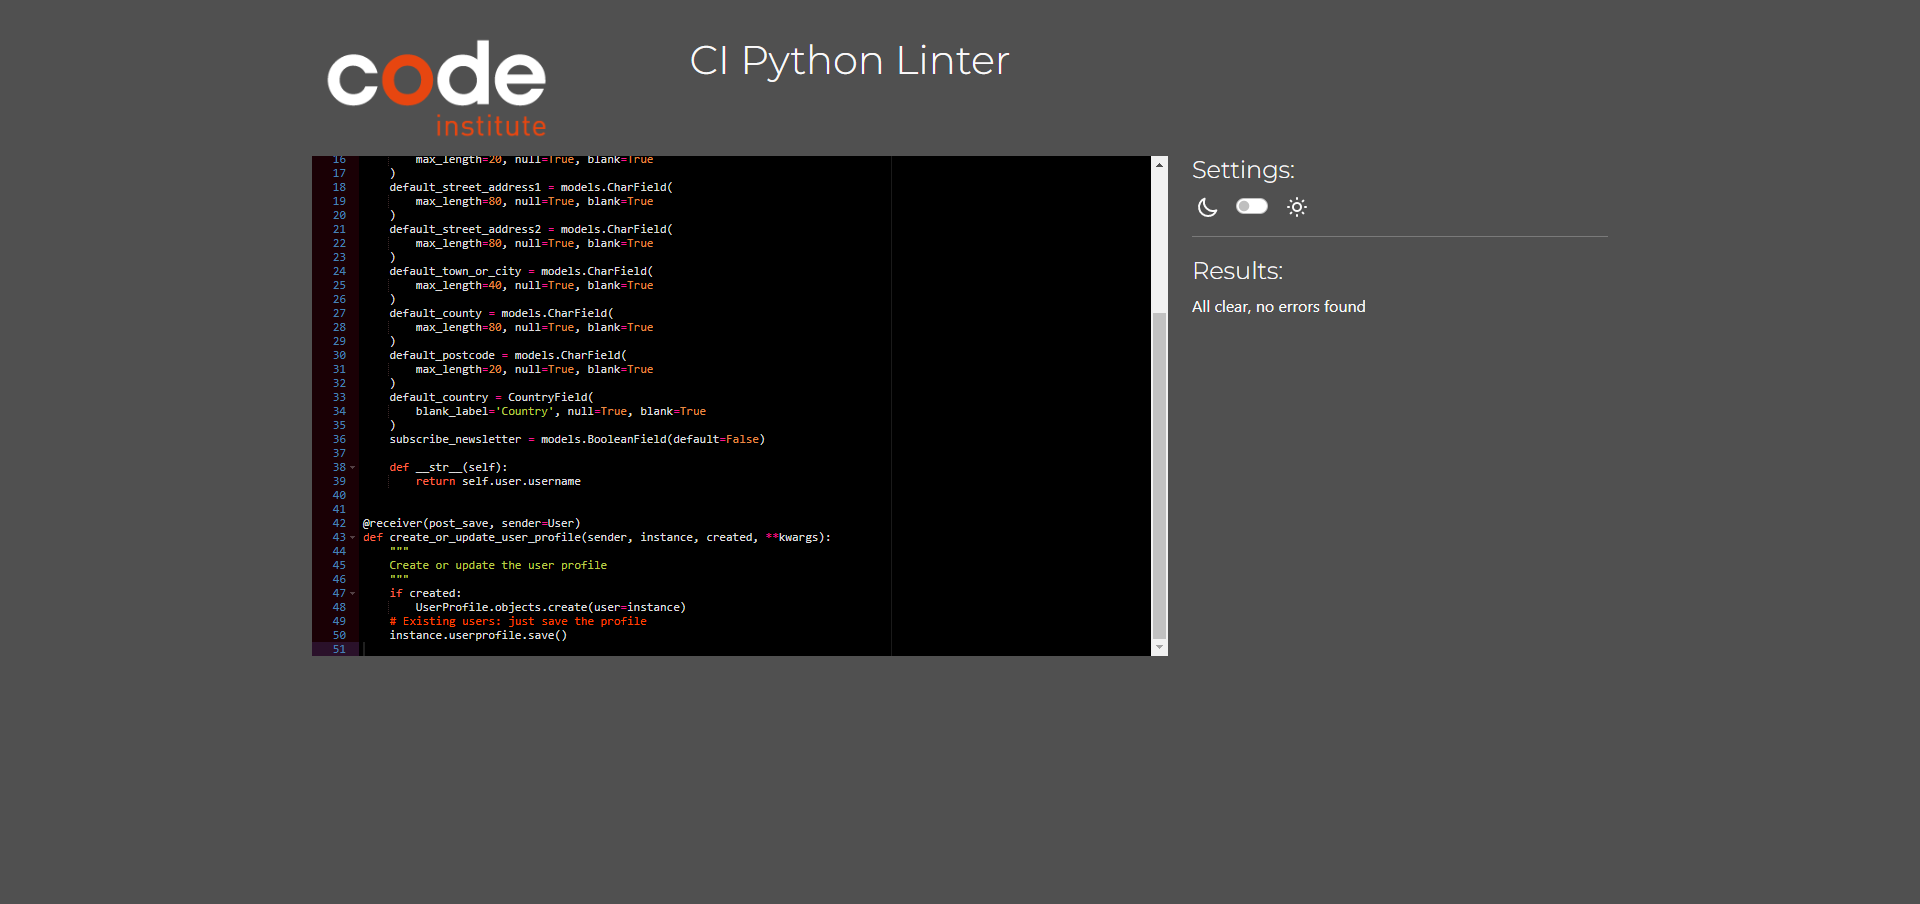 code
institute
CI Python Linter
16 max_length=20, null=True, blank=True
17 )
18 default_street_address1 = models.CharField(
19 max_length=80, null=True, blank=True
20 )
21 default_street_address2 = models.CharField(
22 max_length=80, null=True, blank=True
23 )
24 default_town_or_city = models.CharField(
25 max_length=40, null=True, blank=True
26 )
27 default_county = models.CharField(
28 max_length=80, null=True, blank=True
29 )
30 default_postcode = models.CharField(
31 max_length=20, null=True, blank=True
32 )
33 default_country = CountryField(
34 blank_label='Country', null=True, blank=True
35 )
36 subscribe_newsletter = models.BooleanField(default=False)
37
38 def __str__(self):
39 return self.user.username
40
41
42 @receiver(post_save, sender=User)
43 def create_or_update_user_profile(sender, instance, created, **kwargs):
44 """
45 Create or update the user profile
46 """
47 if created:
48 UserProfile.objects.create(user=instance)
49 # Existing users: just save the profile
50 instance.userprofile.save()
51
Settings:
Results:
All clear, no errors found